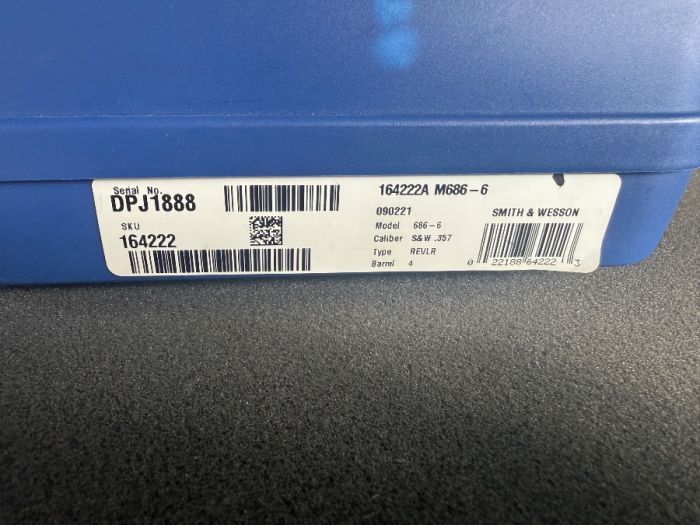 Serial No.
DPJ1888
SKU
164222
164222A M686-6
090221
Model 686-6
Caliber S&W .357
Type REVLR
Barrel 4
SMITH & WESSON
0 22188 64222 3